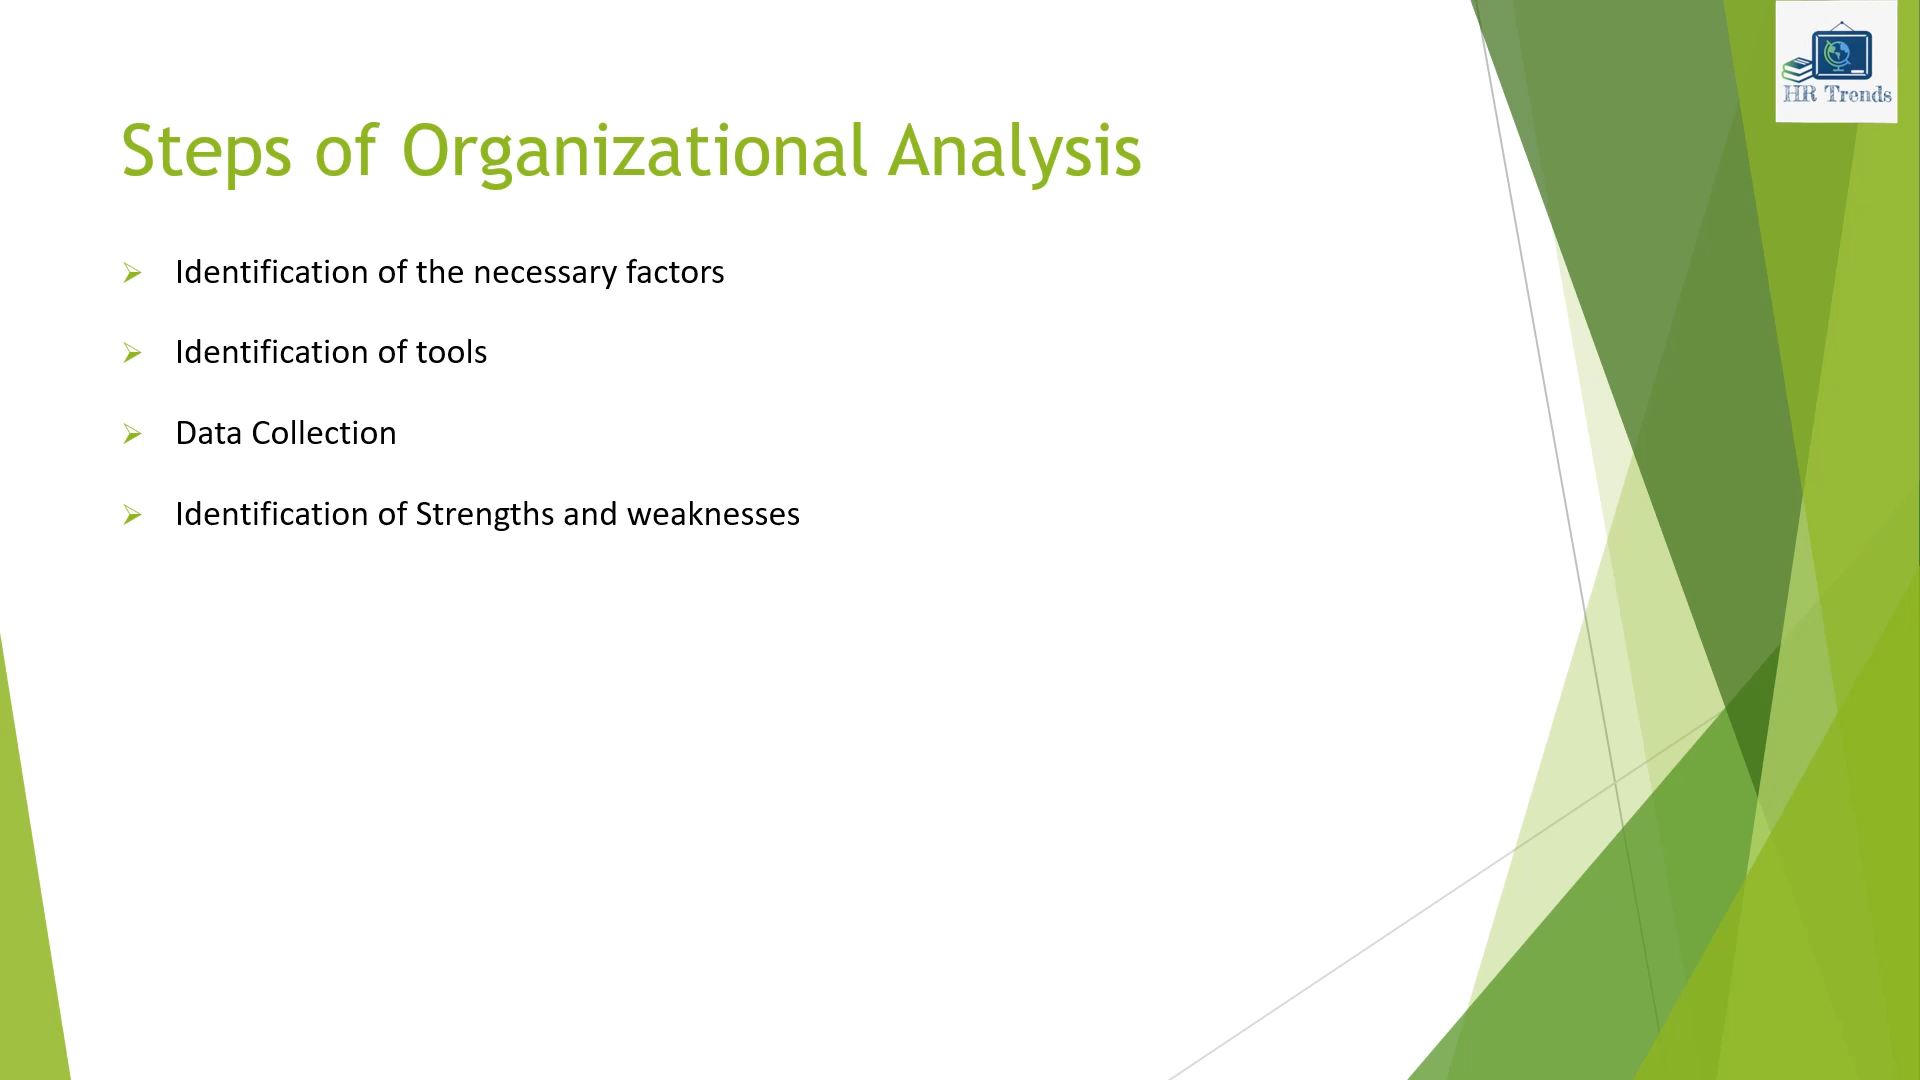 HR Trends
Steps of Organizational Analysis
Identification of the necessary factors
Identification of tools
Data Collection
Identification of Strengths and weaknesses